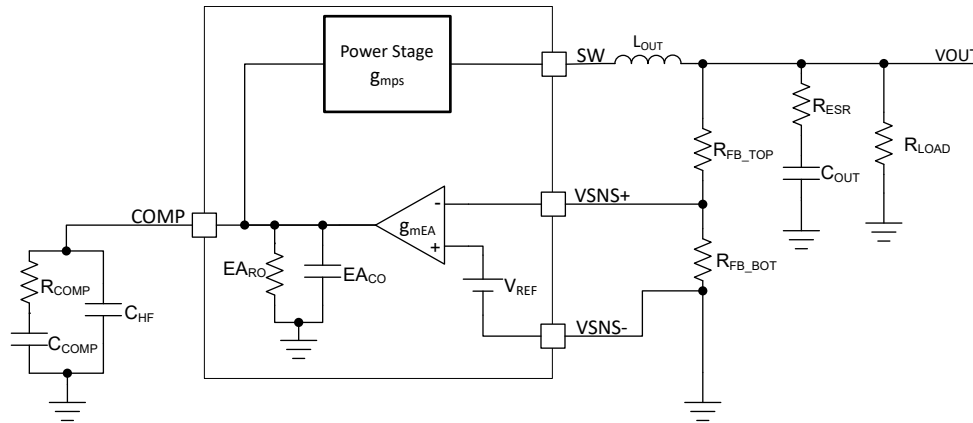 Power Stage
gmps
SW
LOUT
VOUT
RESR
RFB_TOP
RLOAD
COUT
COMP
VSNS+
-
gmEA
+
RCOMP
CHF
EARO
EACO
VREF
RFB_BOT
CCOMP
VSNS-